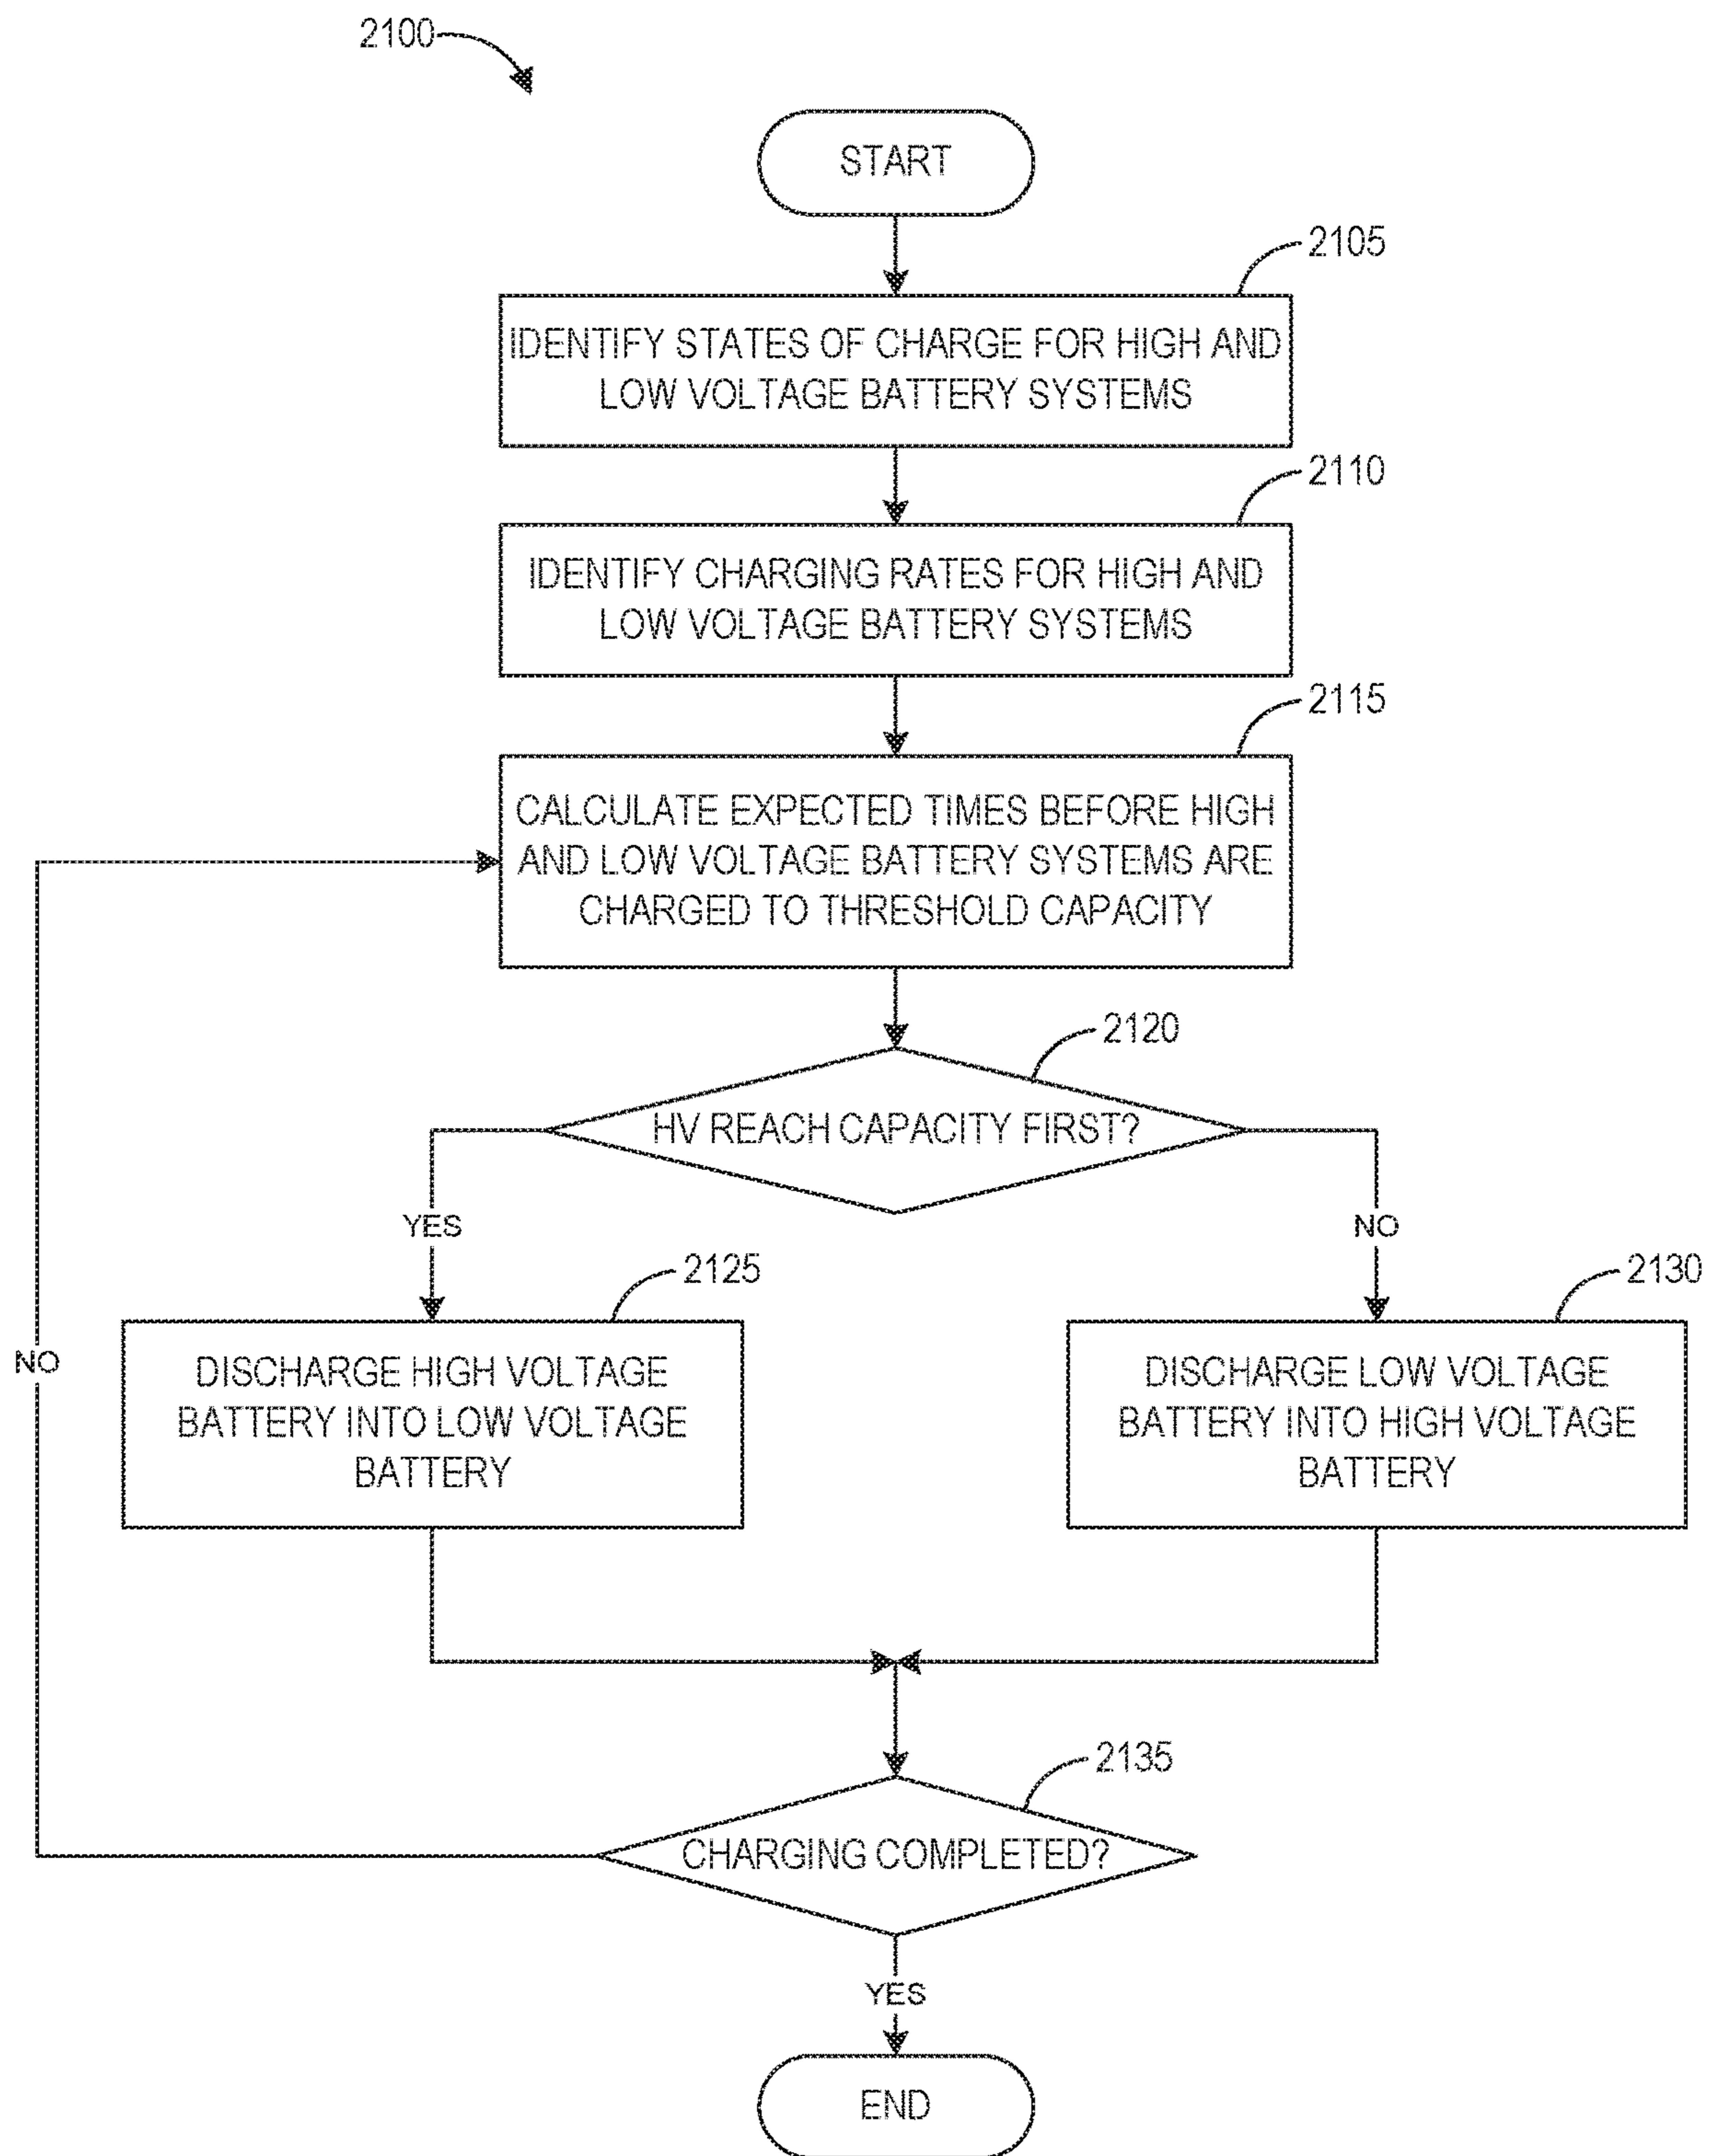 2100
START
2105
IDENTIFY STATES OF CHARGE FOR HIGH AND
LOW VOLTAGE BATTERY SYSTEMS
2110
IDENTIFY CHARGING RATES FOR HIGH AND
LOW VOLTAGE BATTERY SYSTEMS
2115
CALCULATE EXPECTED TIMES BEFORE HIGH
AND LOW VOLTAGE BATTERY SYSTEMS ARE
CHARGED TO THRESHOLD CAPACITY
2120
HV REACH CAPACITY FIRST?
YES
NO
2125
2130
NO
DISCHARGE HIGH VOLTAGE
BATTERY INTO LOW VOLTAGE
BATTERY
DISCHARGE LOW VOLTAGE
BATTERY INTO HIGH VOLTAGE
BATTERY
2135
CHARGING COMPLETED?
YES
END